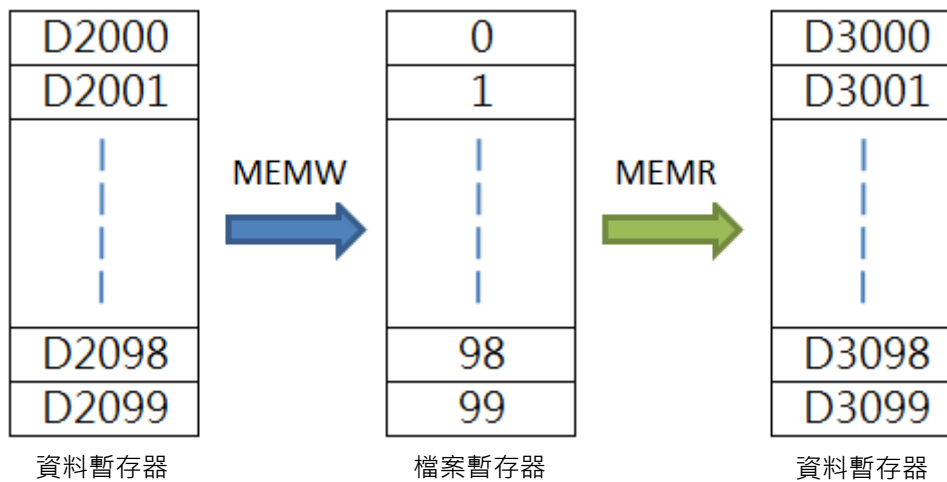 D2000 0 D3000
D2001 1 D3001
MEMW MEMR
D2098 98 D3098
D2099 99 D3099
資料暫存器 檔案暫存器 資料暫存器